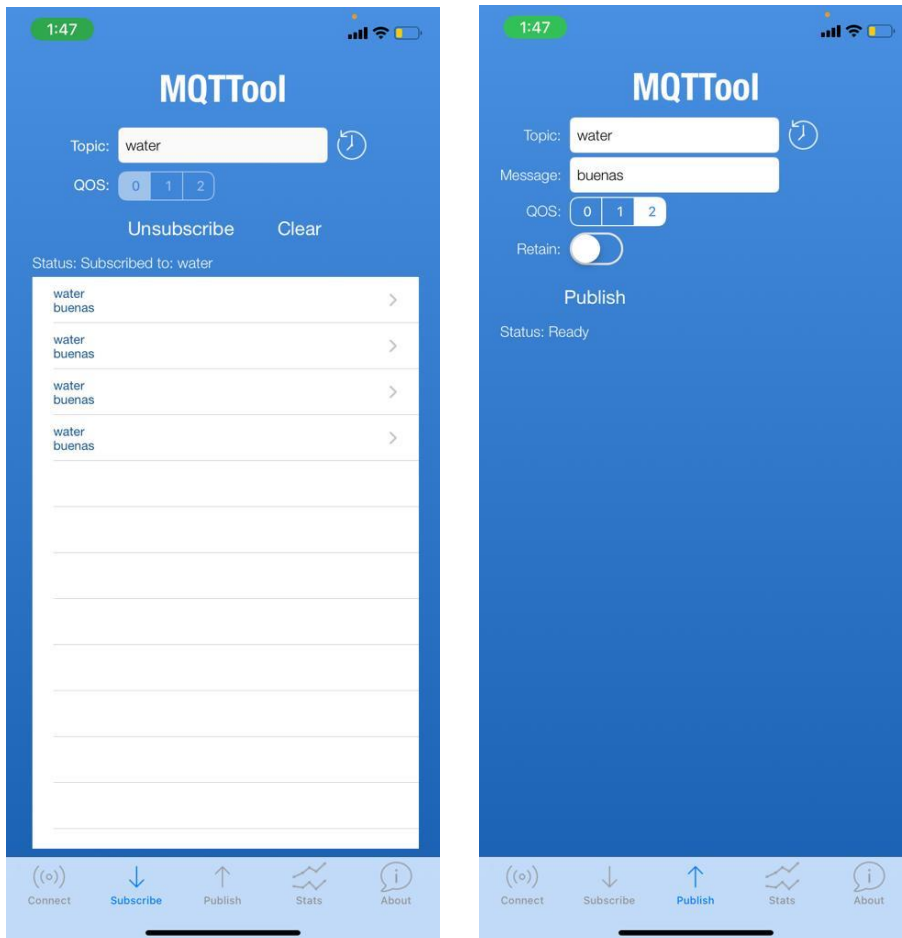 1:47
MQTTool
Topic: water
QOS: 0 1 2
Unsubscribe Clear
Status: Subscribed to: water
water
buenas
water
buenas
water
buenas
water
buenas
Connect Subscribe Publish Stats About
1:47
MQTTool
Topic: water
Message: buenas
QOS: 0 1 2
Retain:
Publish
Status: Ready
Connect Subscribe Publish Stats About